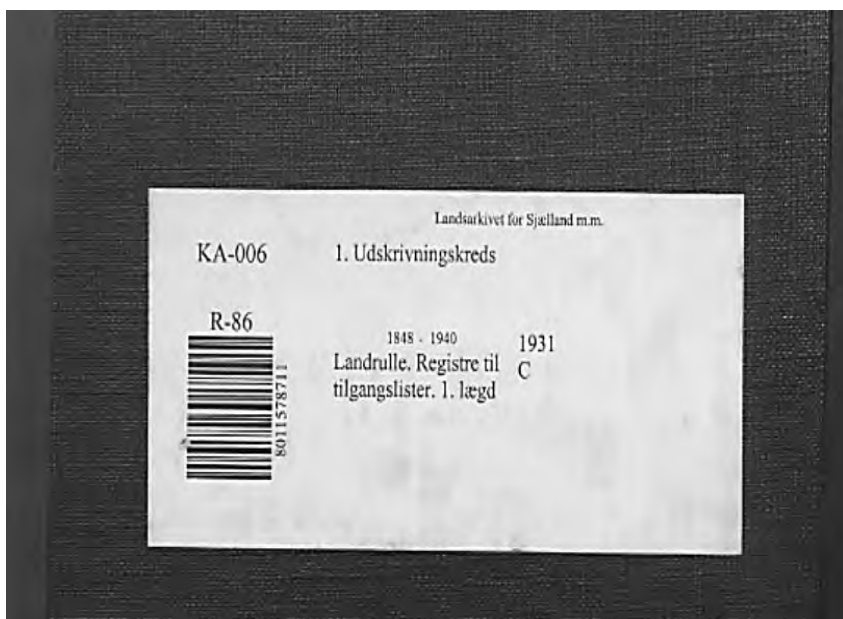 Landsarkivet for Sjælland m.m.
KA-006
1. Udskrivningskreds
R-86
8011578711
1848 - 1940
1931
Landrulle. Registre til
C
tilgangslister. 1. lægd